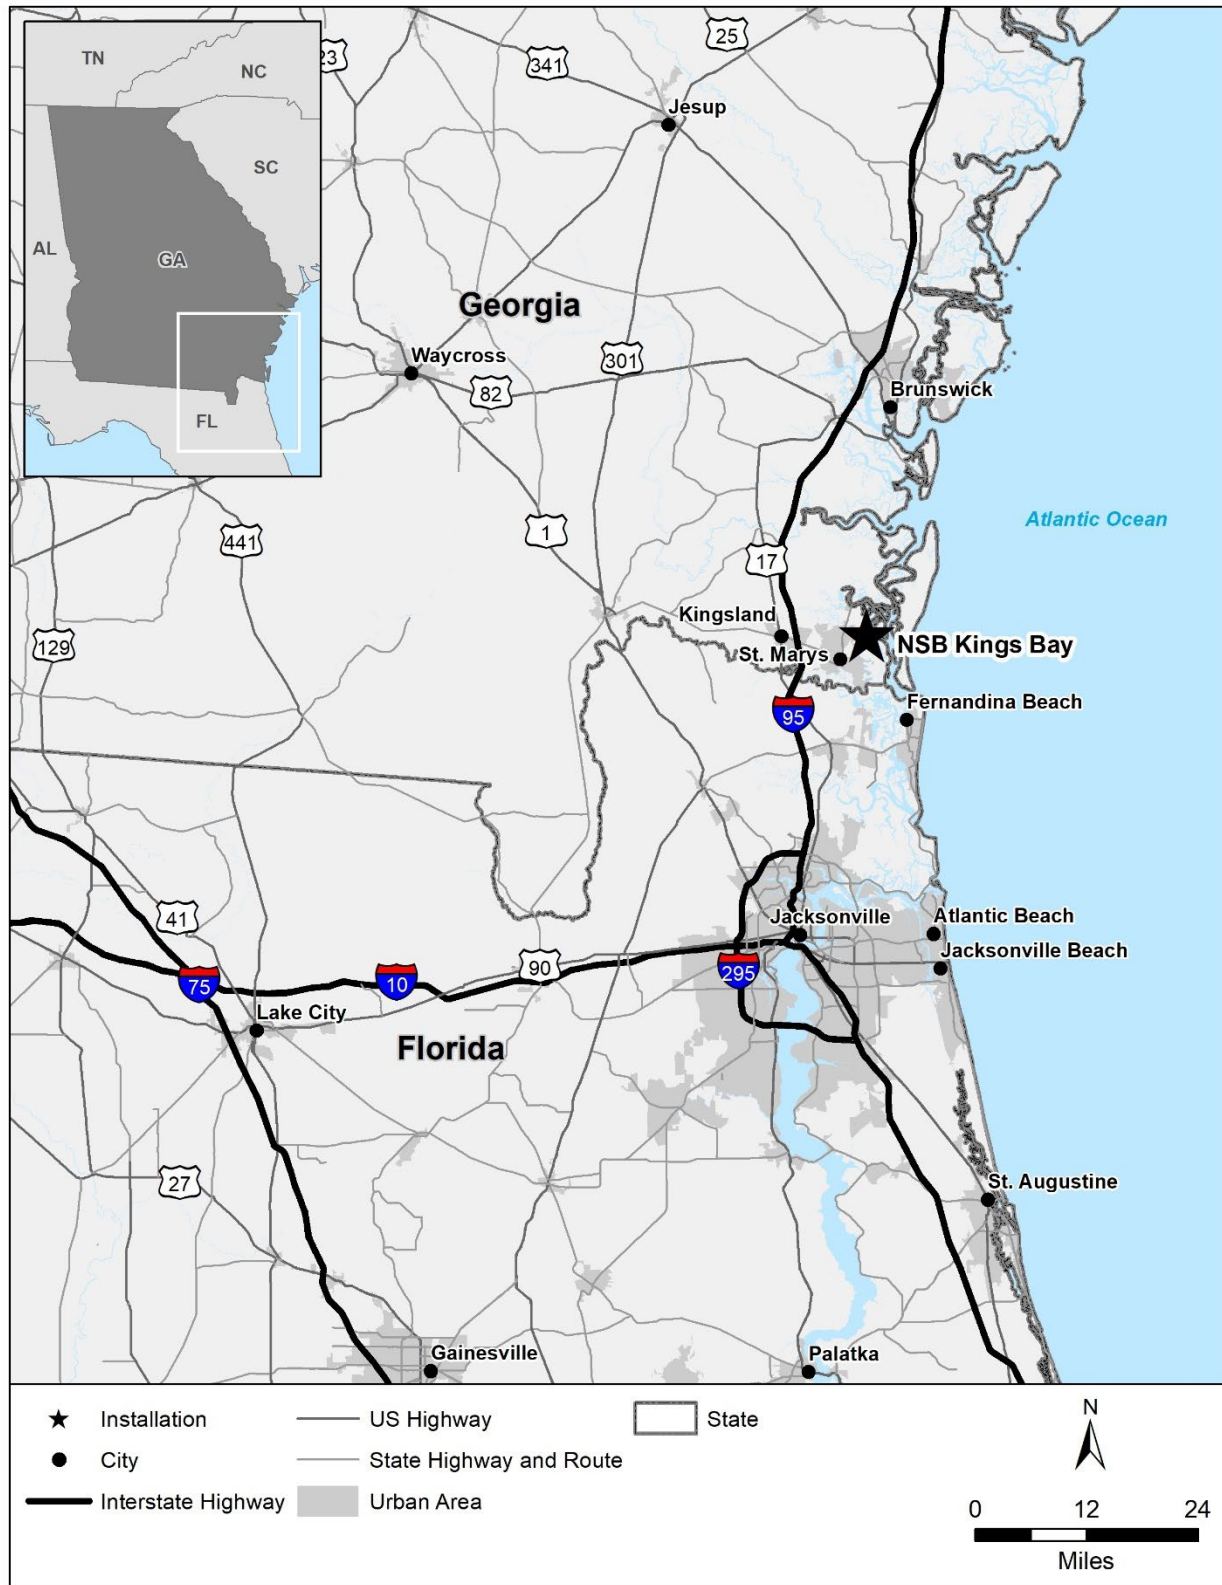 TN
NC
SC
AL
GA
FL
23
341
25
Jesup
Georgia
Waycross
301
82
Brunswick
441
1
Atlantic Ocean
17
Kingsland
129
St. Marys
NSB Kings Bay
95
Fernandina Beach
41
Jacksonville
Atlantic Beach
90
Jacksonville Beach
75
10
295
Lake City
Florida
27
St. Augustine
Gainesville
Palatka
Installation
City
Interstate Highway
US Highway
State Highway and Route
Urban Area
State
N
0 12 24
Miles